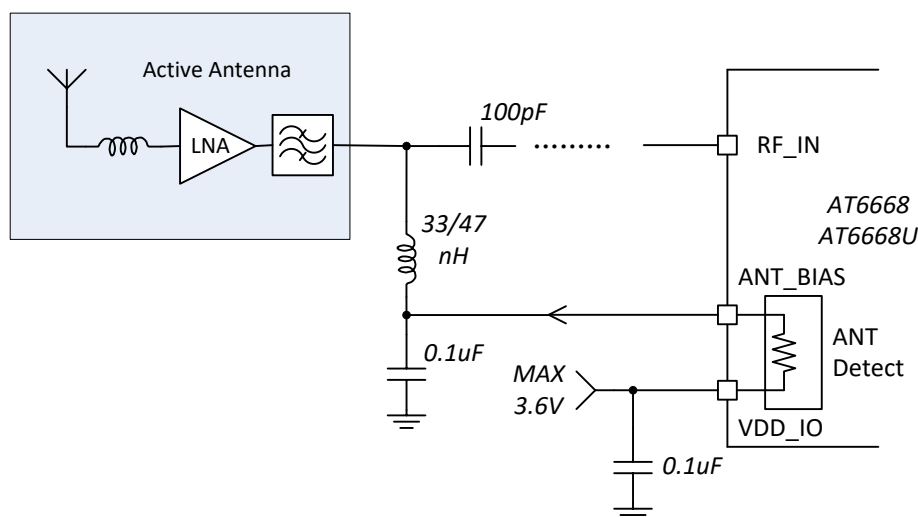 Active Antenna
LNA
100pF
RF_IN
AT6668
AT6668U
33/47
nH
ANT_BIAS
ANT
Detect
0.1uF
MAX
3.6V
VDD_IO
0.1uF